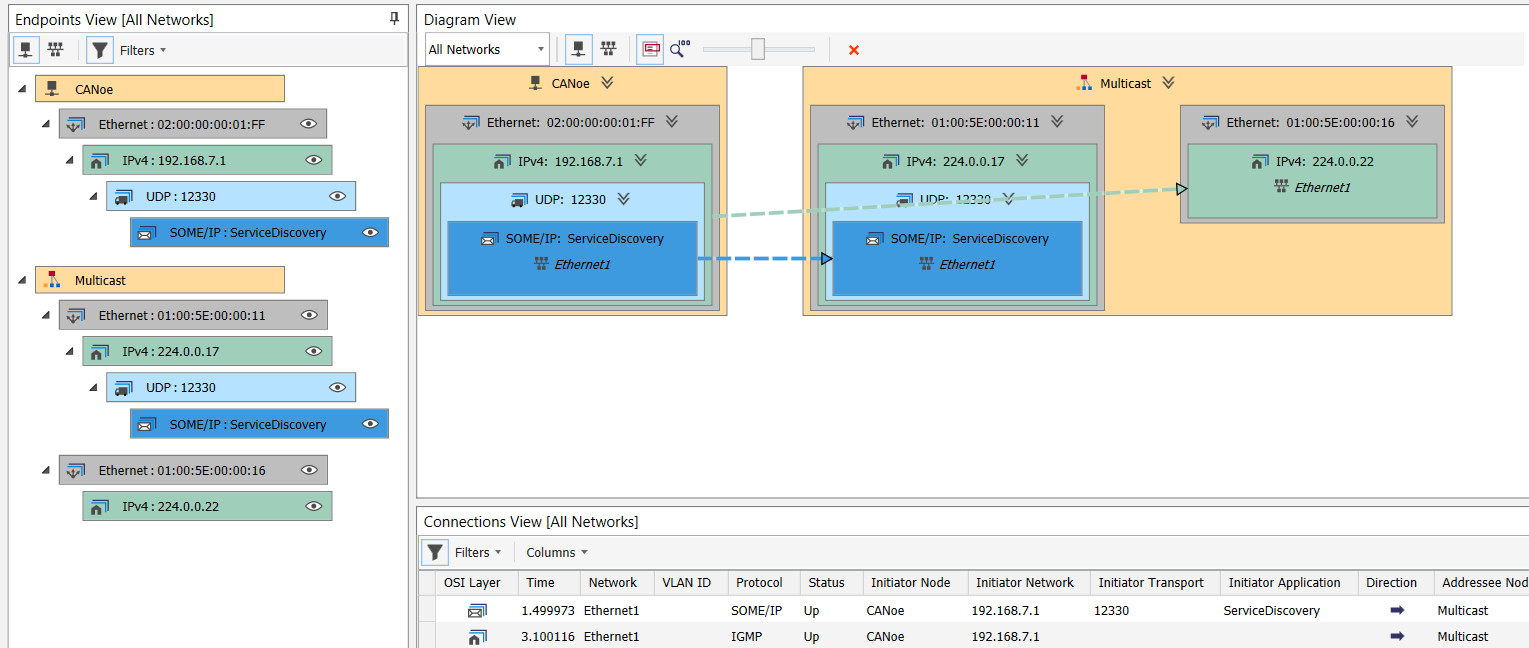 Endpoints View [All Networks]
Filters
CANoe
Ethernet : 02:00:00:00:01:FF
IPv4 : 192.168.7.1
UDP : 12330
SOME/IP : ServiceDiscovery
Multicast
Ethernet : 01:00:5E:00:00:11
IPv4 : 224.0.0.17
UDP : 12330
SOME/IP : ServiceDiscovery
Ethernet : 01:00:5E:00:00:16
IPv4 : 224.0.0.22
Diagram View
All Networks
CANoe
Ethernet: 02:00:00:00:01:FF
IPv4: 192.168.7.1
UDP: 12330
SOME/IP: ServiceDiscovery
Ethernet1
Multicast
Ethernet: 01:00:5E:00:00:11
IPv4: 224.0.0.17
UDP: 12330
SOME/IP: ServiceDiscovery
Ethernet1
Ethernet: 01:00:5E:00:00:16
IPv4: 224.0.0.22
Ethernet1
Connections View [All Networks]
Filters Columns
OSI Layer Time Network VLAN ID Protocol Status Initiator Node Initiator Network Initiator Transport Initiator Application Direction Addressee Nod
1.499973 Ethernet1 SOME/IP Up CANoe 192.168.7.1 12330 ServiceDiscovery Multicast
3.100116 Ethernet1 IGMP Up CANoe 192.168.7.1 Multicast